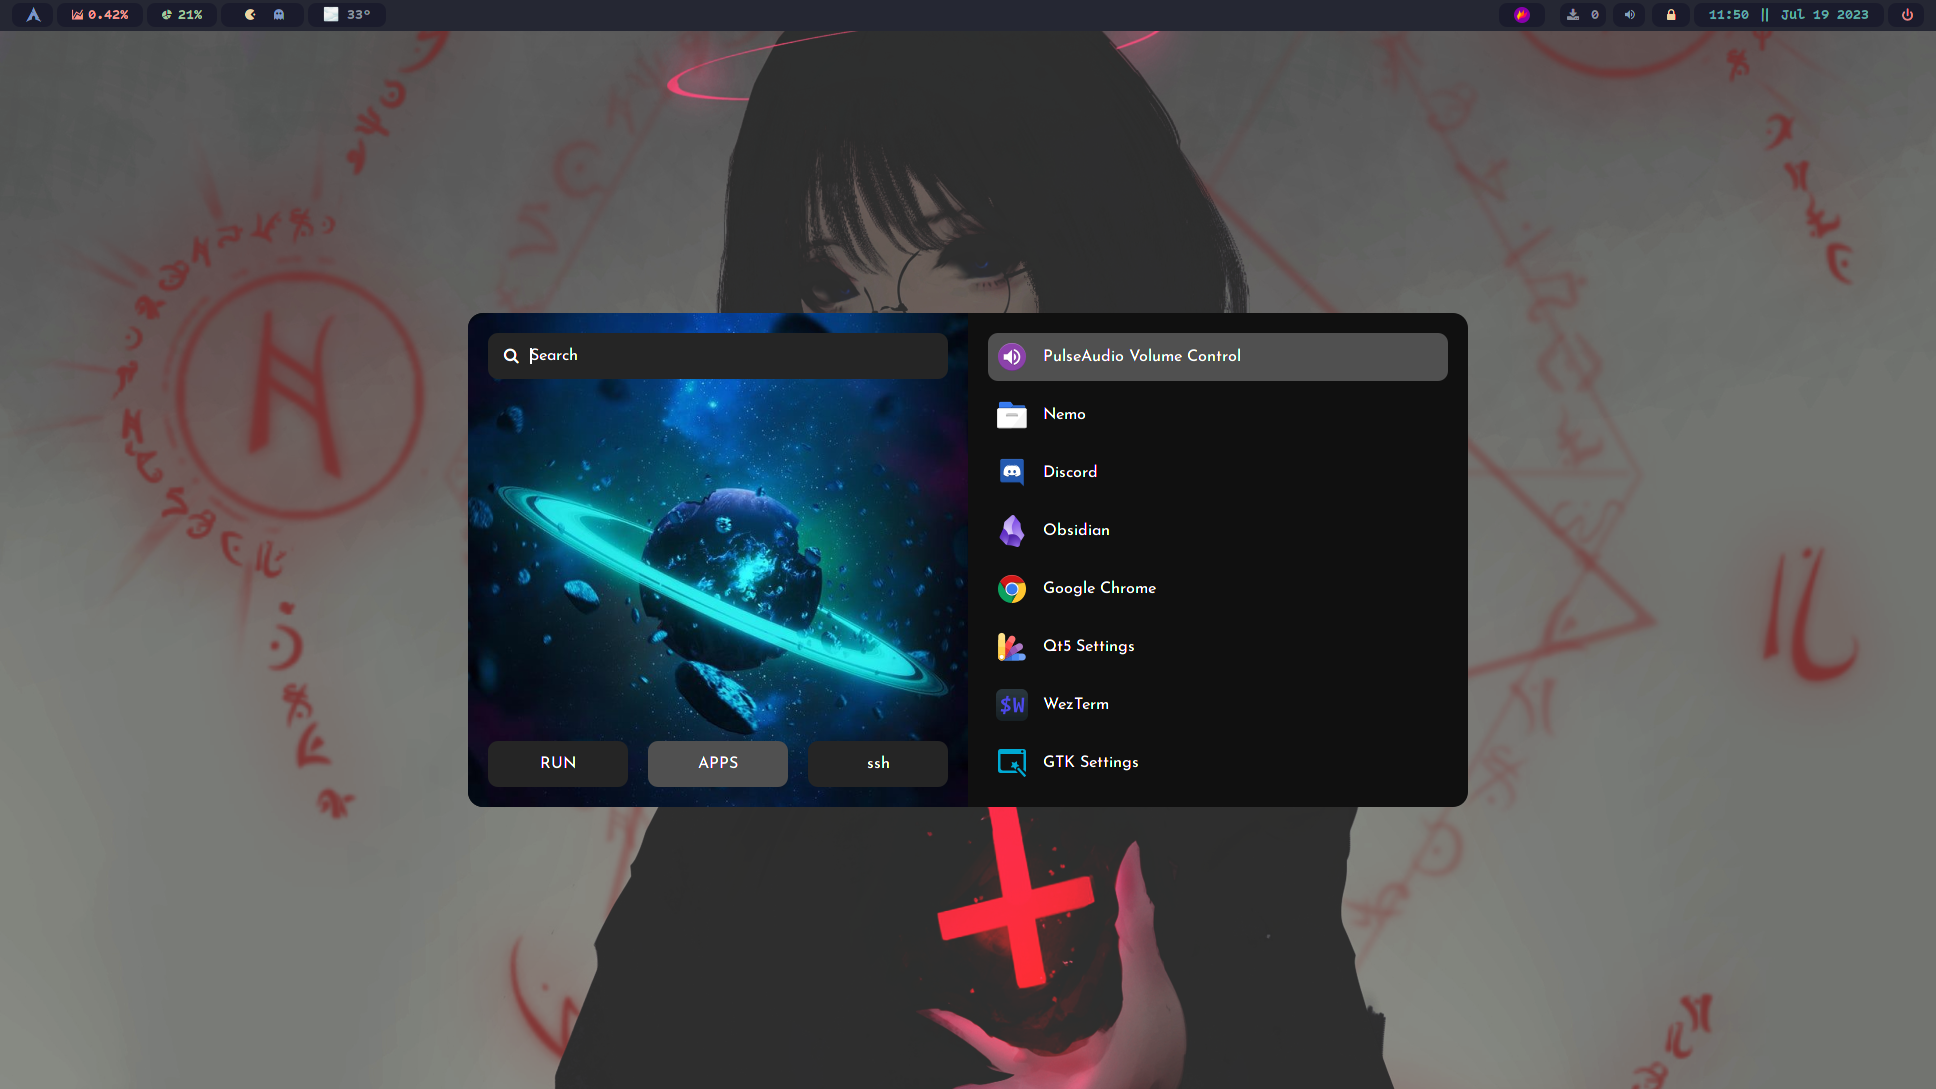 0.42%
21%
33°
0
11:50 || Jul 19 2023
Search
PulseAudio Volume Control
Nemo
Discord
Obsidian
Google Chrome
Qt5 Settings
$W WezTerm
GTK Settings
RUN
APPS
ssh